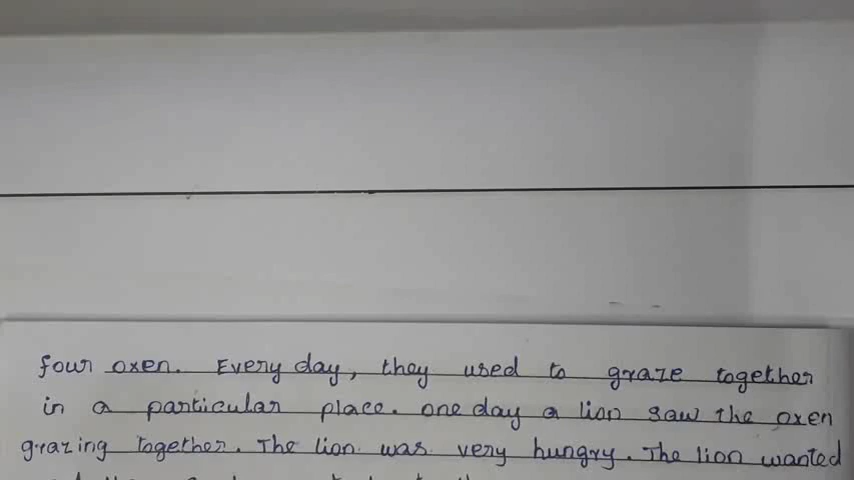 four oxen. Every day, they used to graze together
in a particular place. one day a lion saw the oxen
grazing together. The lion was very hungry. The lion wanted